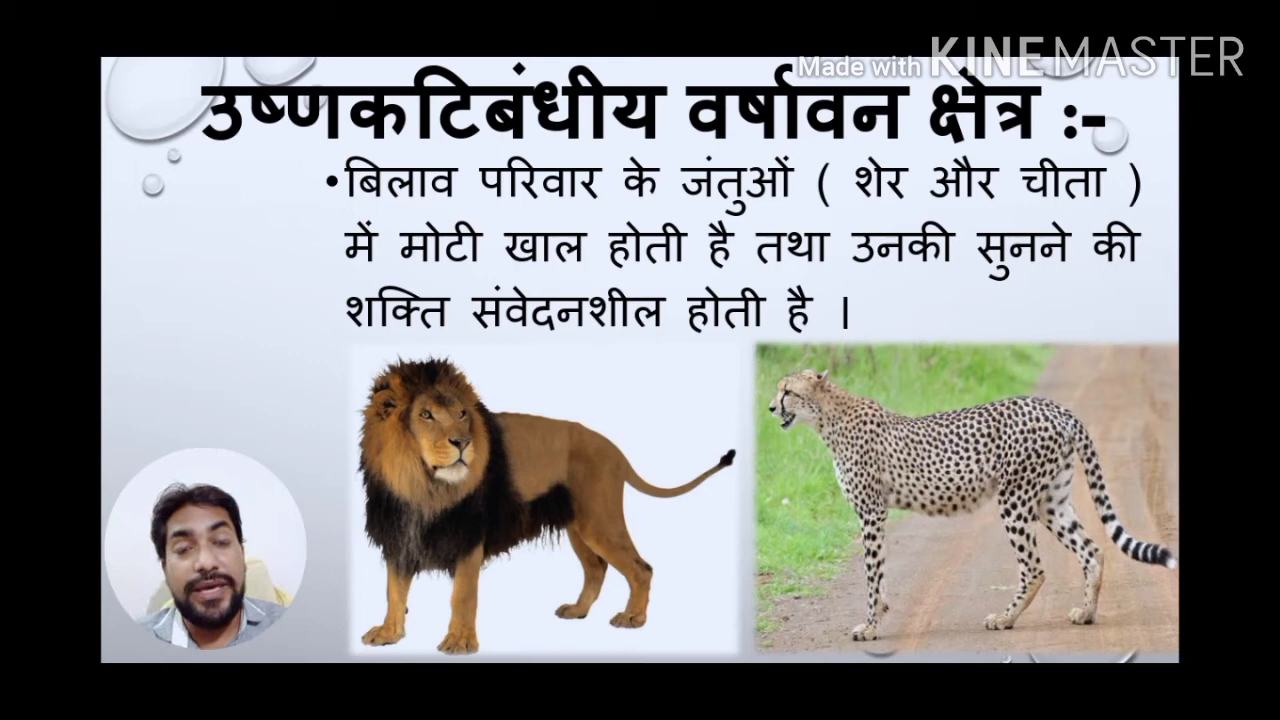 Made with KINEMASTER
उष्णकटिबंधीय वर्षावन क्षेत्र :-
•बिलाव परिवार के जंतुओं ( शेर और चीता )
में मोटी खाल होती है तथा उनकी सुनने की
शक्ति संवेदनशील होती है ।